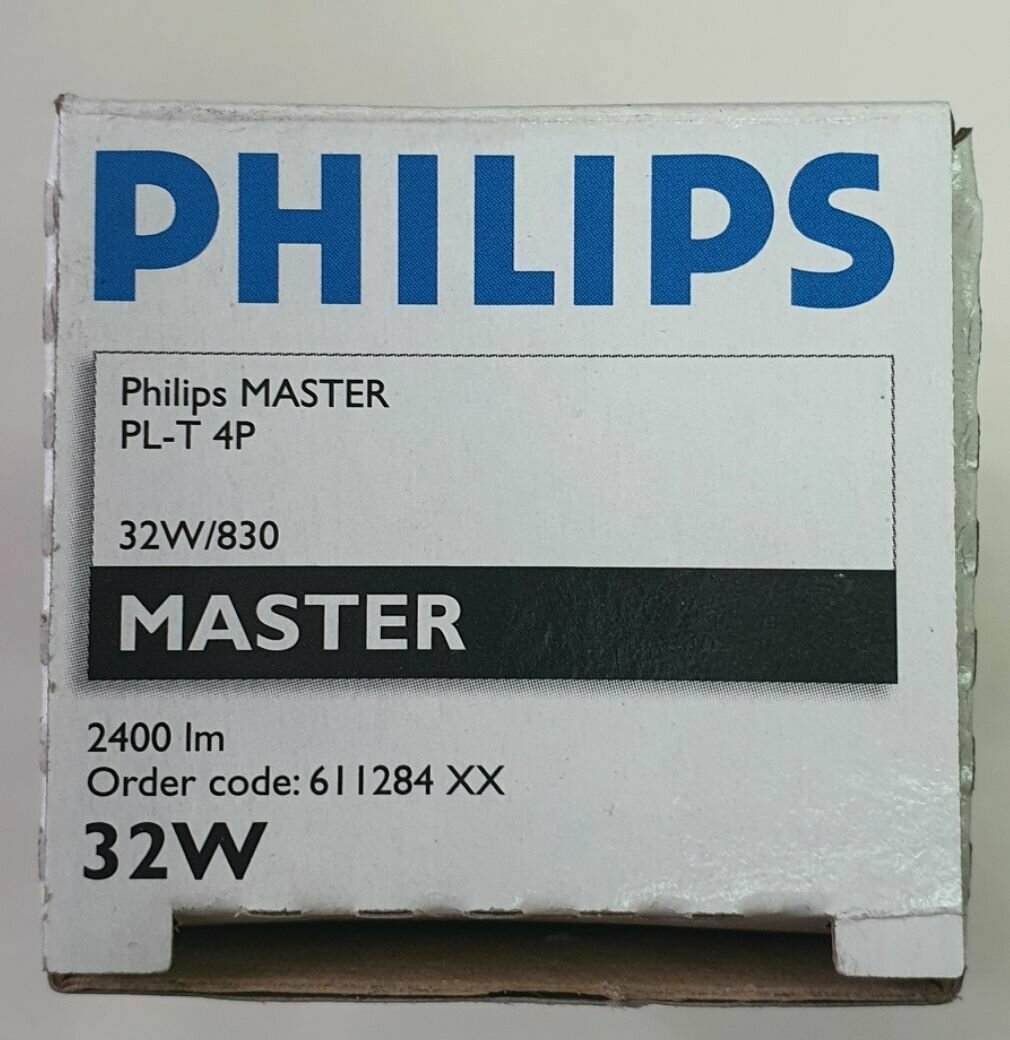 PHILIPS
Philips MASTER
PL-T 4P
32W/830
MASTER
2400 lm
Order code: 611284 XX
32W